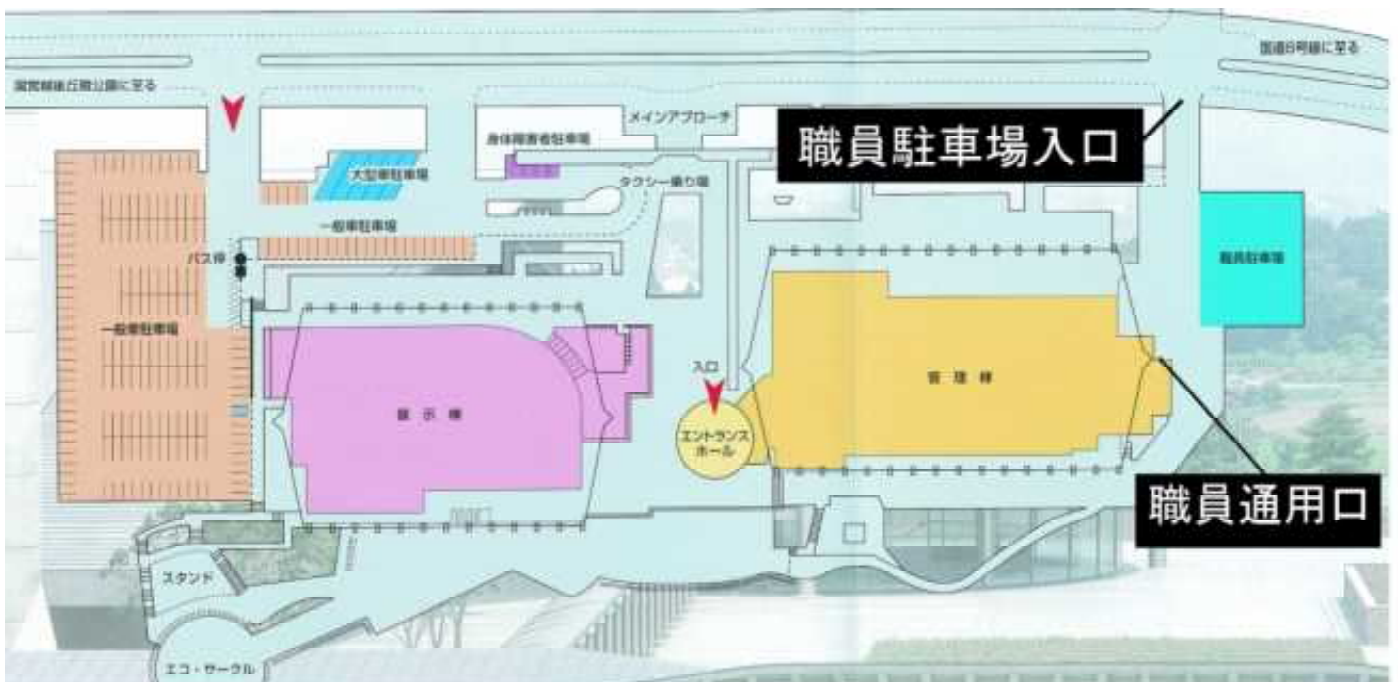 国道8号線に至る
国営越後丘陵公園に至る
メインアプローチ
身体障害者駐車場
職員駐車場入口
大型車駐車場
タクシー乗り場
一般車駐車場
バス停
職員駐車場
一般車駐車場
入口
管理棟
展示棟
エントランス
ホール
職員通用口
スタンド
エコ・サークル